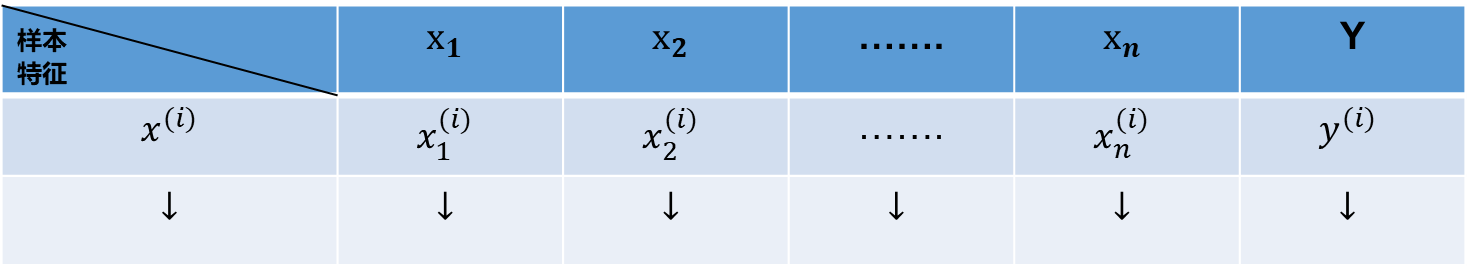 样本
特征
x₁ x₂ ……. xₙ Y
x⁽ⁱ⁾ x₁⁽ⁱ⁾ x₂⁽ⁱ⁾ ……. xₙ⁽ⁱ⁾ y⁽ⁱ⁾
↓ ↓ ↓ ↓ ↓ ↓